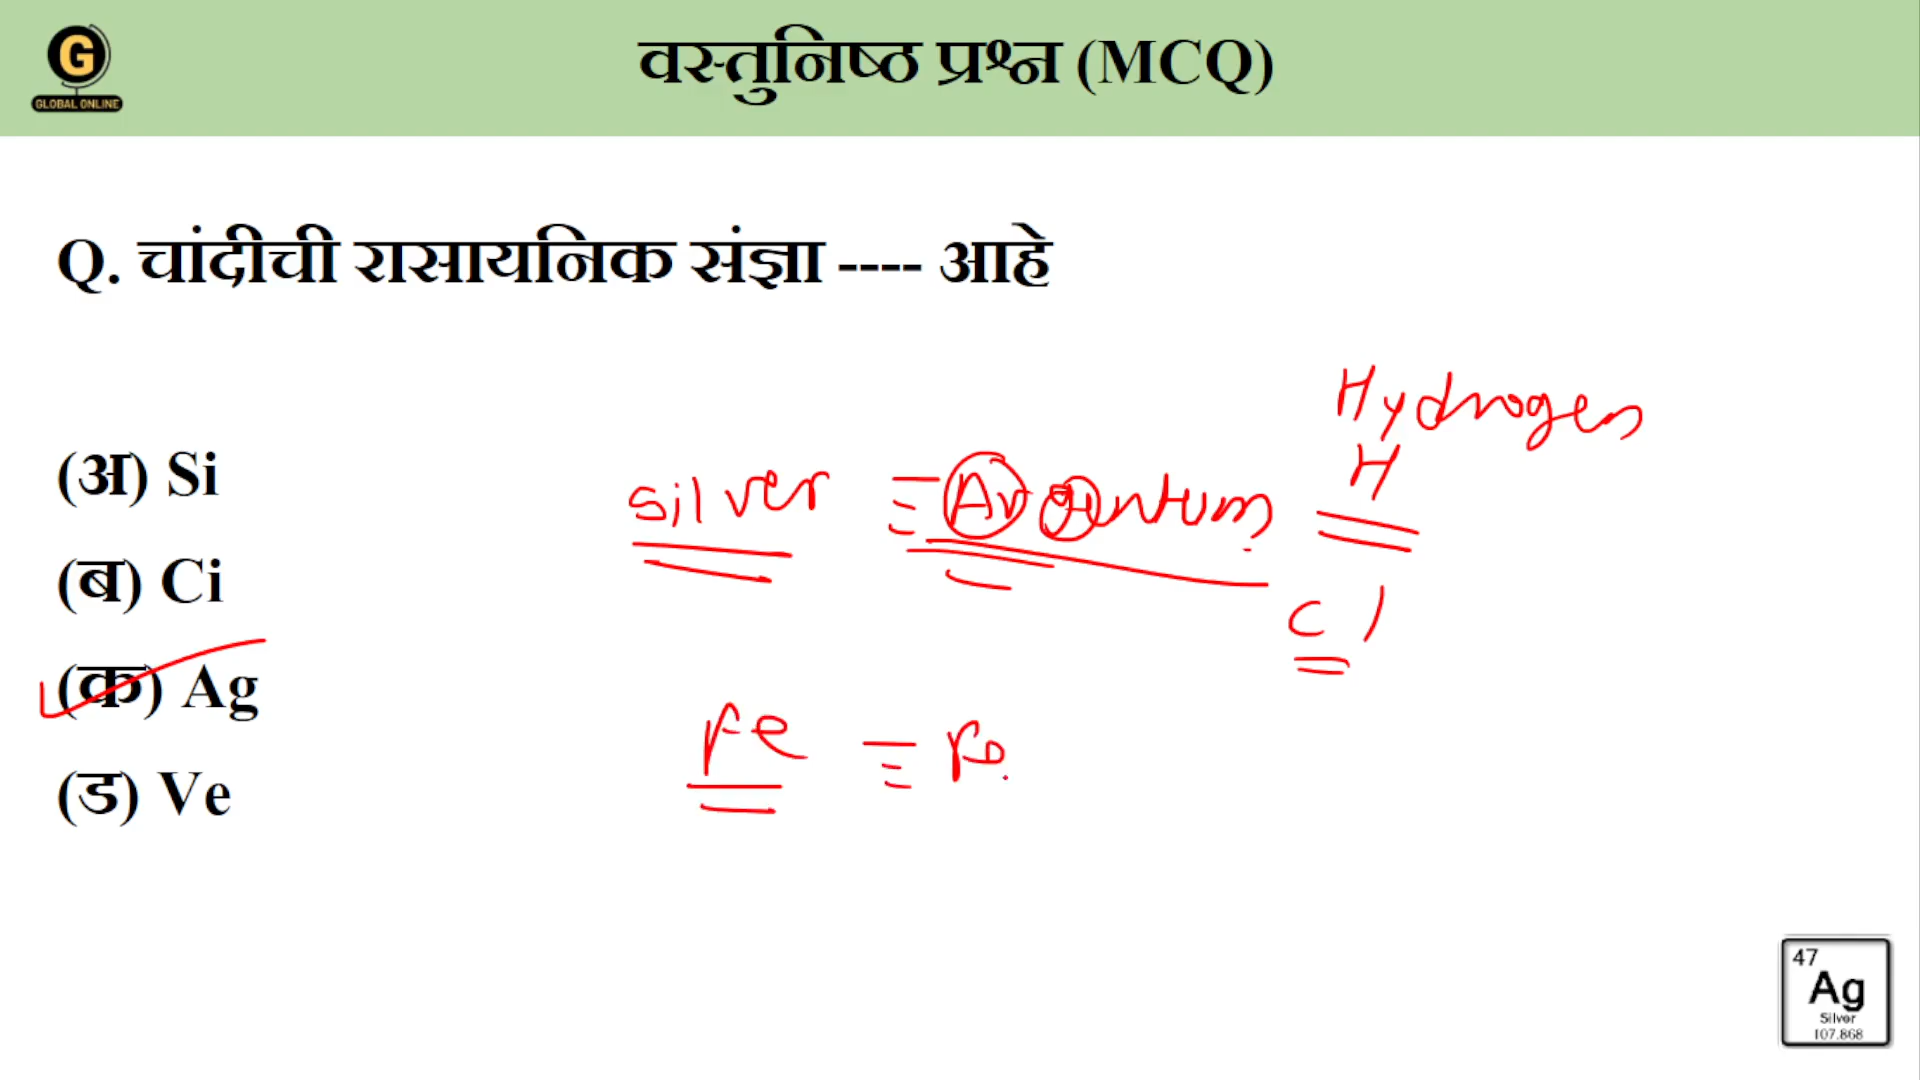 G
GLOBAL ONLINE
वस्तुनिष्ठ प्रश्न (MCQ)
Q. चांदीची रासायनिक संज्ञा ---- आहे
(अ) Si
(ब) Ci
(क) Ag
(ड) Ve
Hydrogen
H
silver = Argentum
Cl
Fe =
47
Ag
Silver
107.868